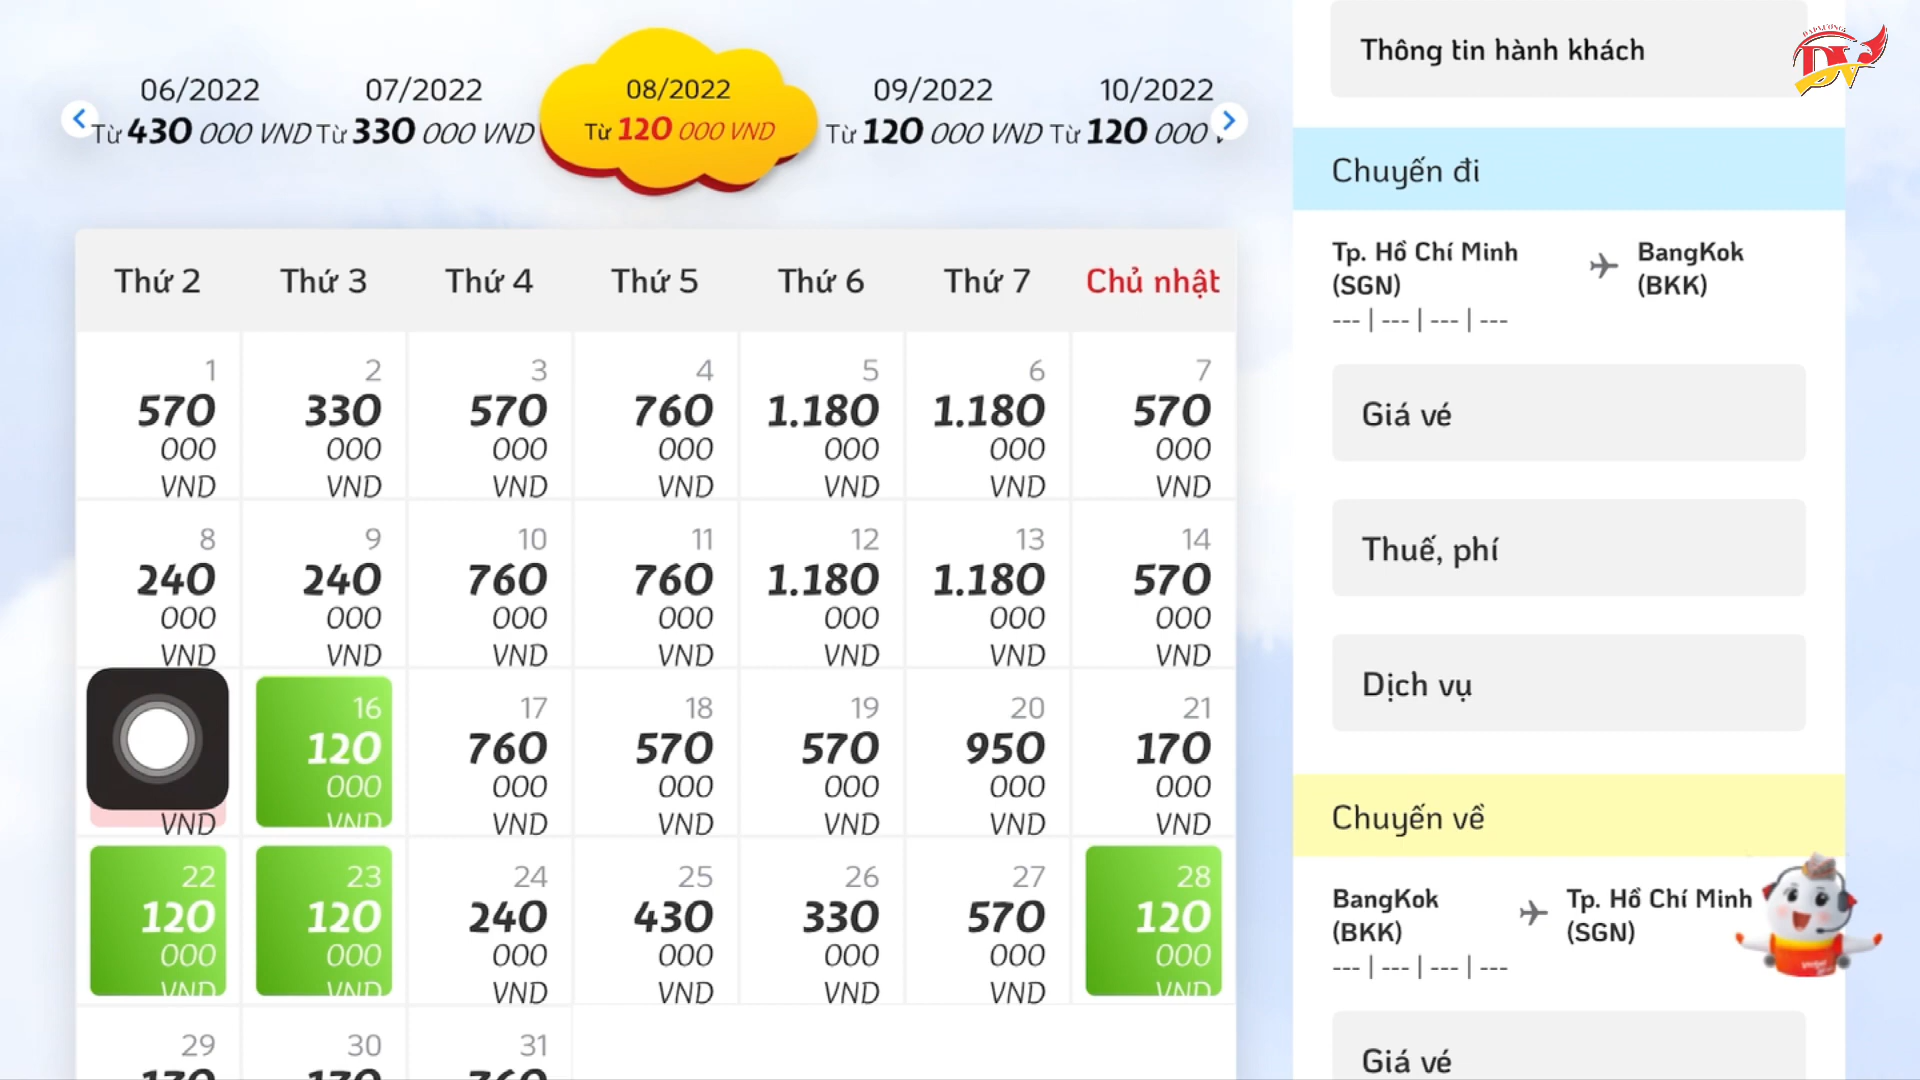 06/2022
Từ 430 000 VND
07/2022
Từ 330 000 VND
08/2022
Từ 120 000 VND
09/2022
Từ 120 000 VND
10/2022
Từ 120 000
Thứ 2 Thứ 3 Thứ 4 Thứ 5 Thứ 6 Thứ 7 Chủ nhật
1 2 3 4 5 6 7
570 330 570 760 1.180 1.180 570
000 000 000 000 000 000 000
VND VND VND VND VND VND VND
8 9 10 11 12 13 14
240 240 760 760 1.180 1.180 570
000 000 000 000 000 000 000
VND VND VND VND VND VND VND
16 17 18 19 20 21
120 760 570 570 950 170
000 000 000 000 000 000
VND VND VND VND VND VND VND
22 23 24 25 26 27 28
120 120 240 430 330 570 120
000 000 000 000 000 000 000
VND VND VND VND VND VND VND
29 30 31
Thông tin hành khách
Chuyến đi
Tp. Hồ Chí Minh
(SGN)
BangKok
(BKK)
--- | --- | --- | ---
Giá vé
Thuế, phí
Dịch vụ
Chuyến về
BangKok
(BKK)
Tp. Hồ Chí Minh
(SGN)
--- | --- | --- | ---
Giá vé